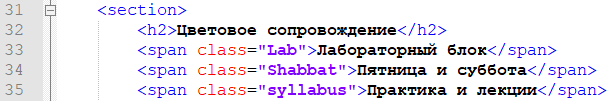 31 <section>
32 <h2>Цветовое сопровождение</h2>
33 <span class="Lab">Лабораторный блок</span>
34 <span class="Shabbat">Пятница и суббота</span>
35 <span class="syllabus">Практика и лекции</span>